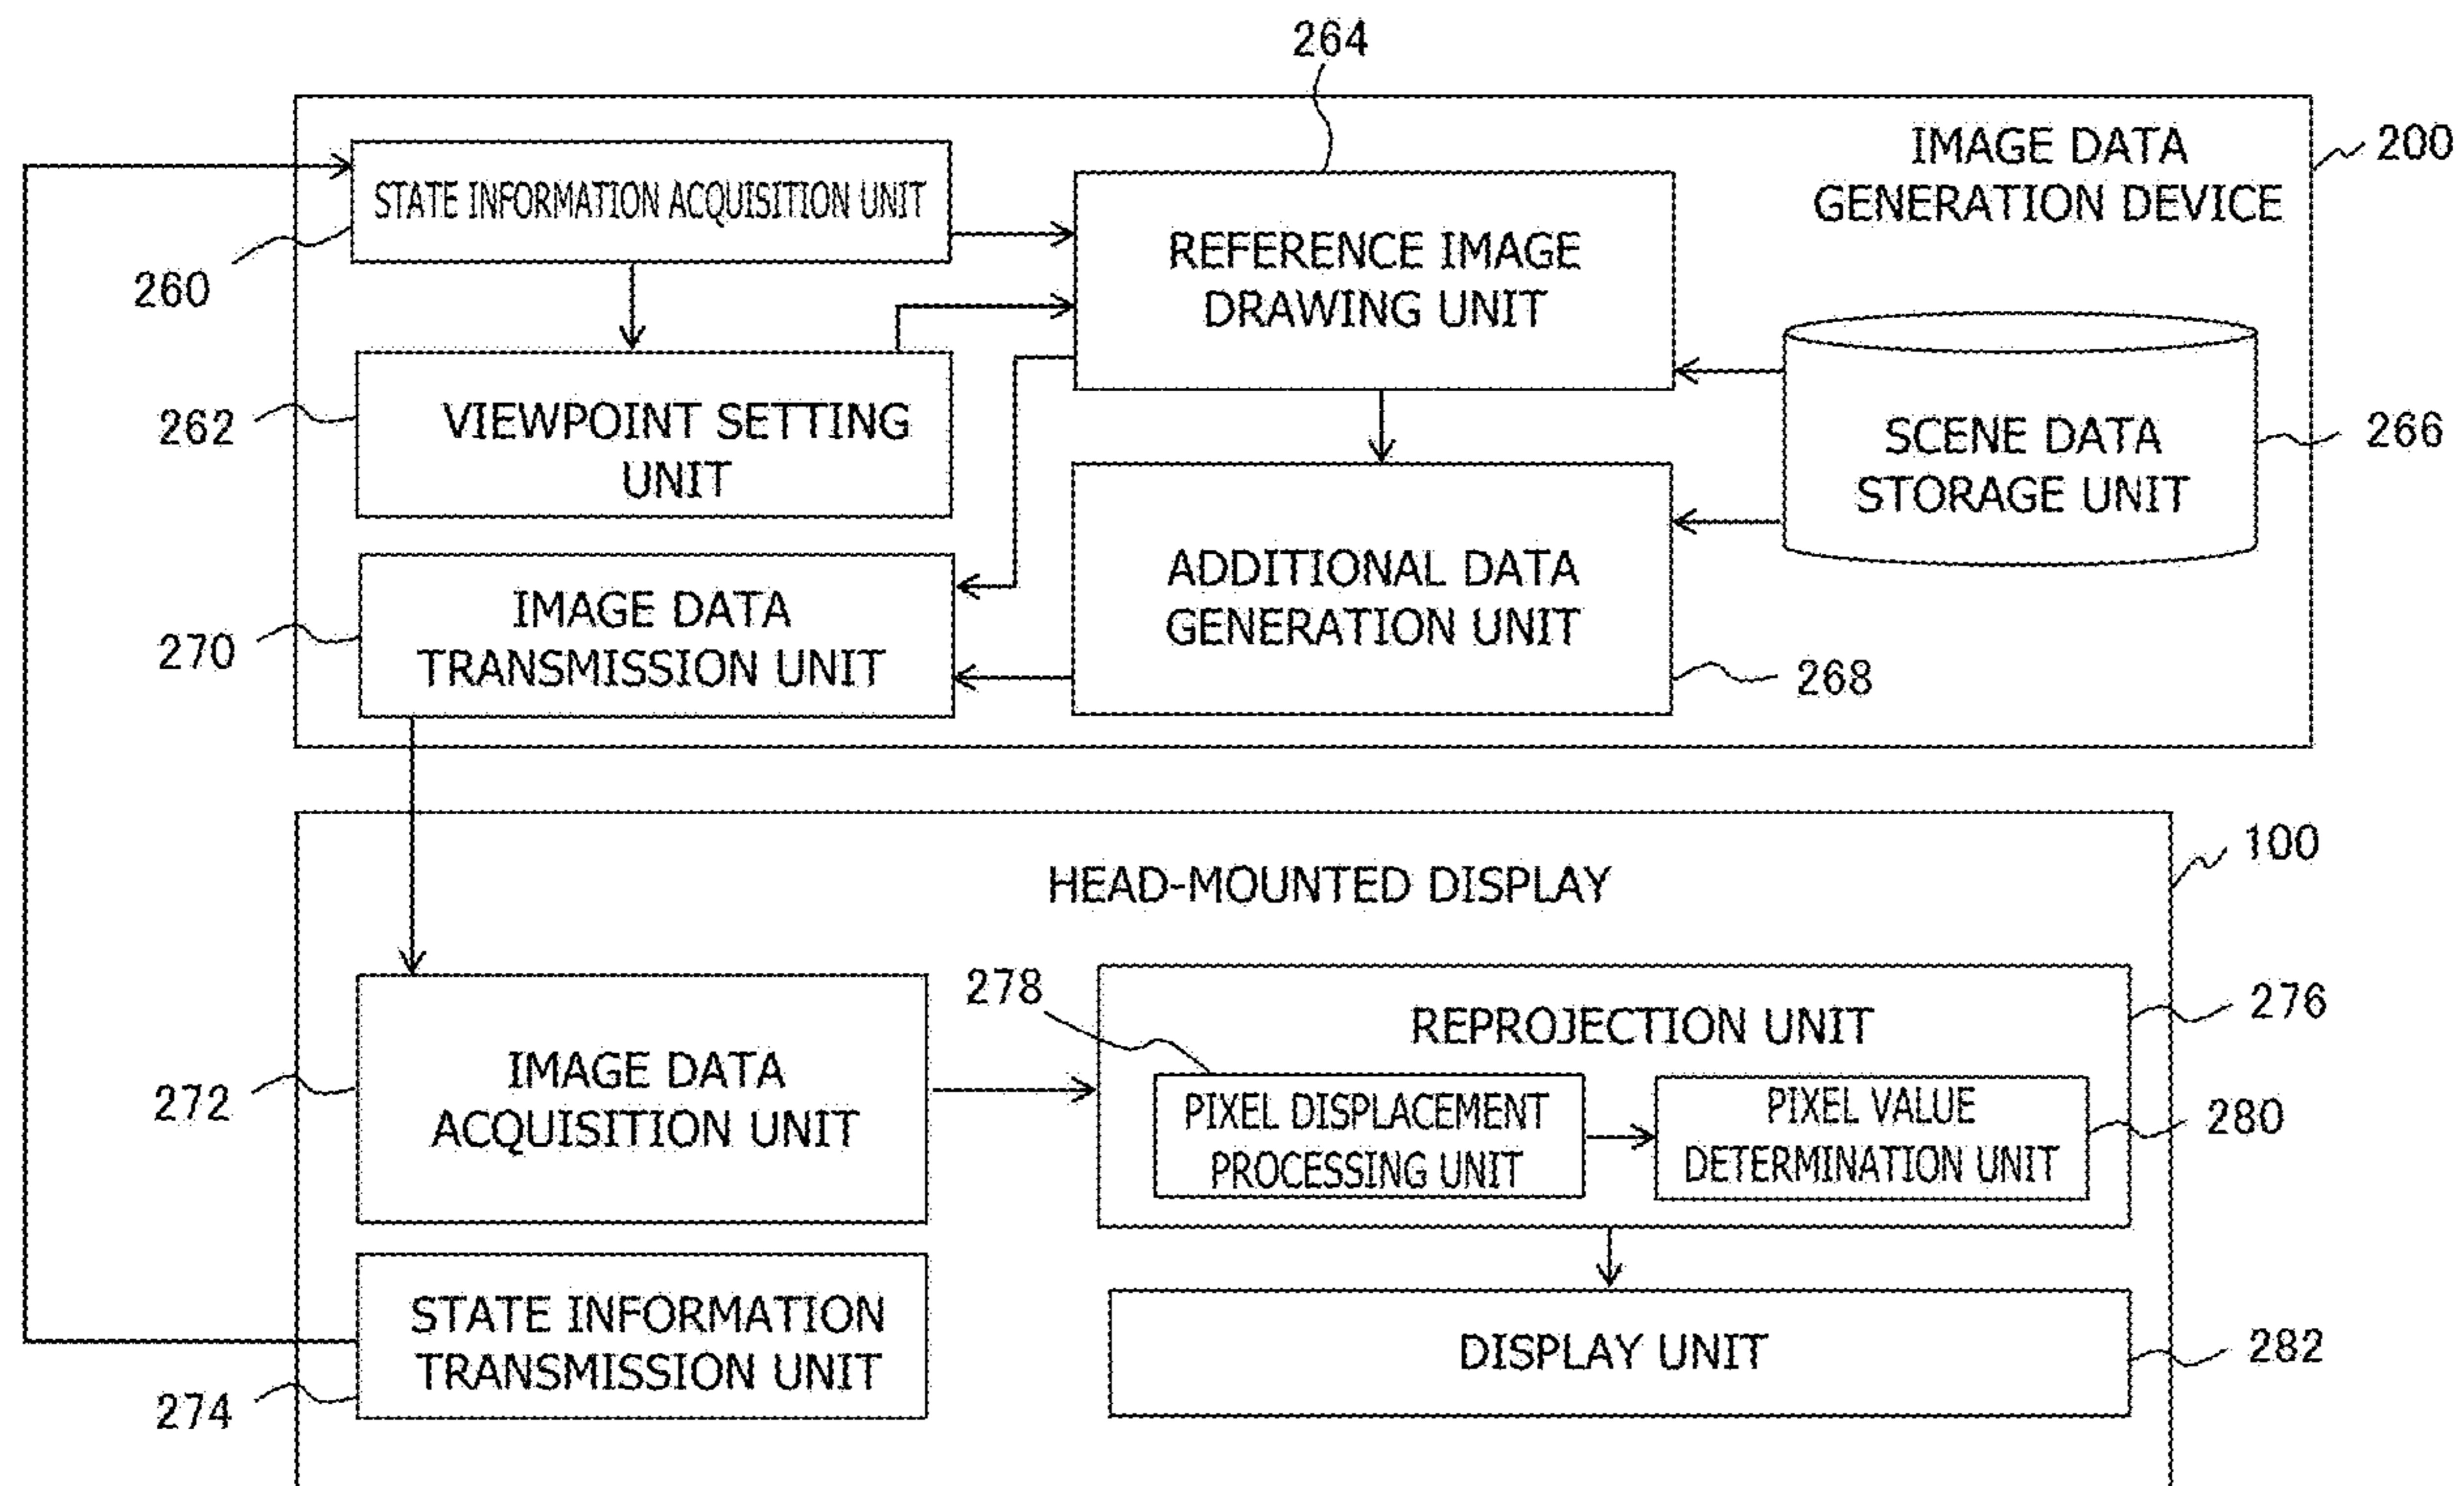 264
IMAGE DATA
GENERATION DEVICE
200
STATE INFORMATION ACQUISITION UNIT
260
REFERENCE IMAGE
DRAWING UNIT
VIEWPOINT SETTING
UNIT
262
SCENE DATA
STORAGE UNIT
266
IMAGE DATA
TRANSMISSION UNIT
270
ADDITIONAL DATA
GENERATION UNIT
268
HEAD-MOUNTED DISPLAY
100
IMAGE DATA
ACQUISITION UNIT
272
278
REPROJECTION UNIT
276
PIXEL DISPLACEMENT
PROCESSING UNIT
PIXEL VALUE
DETERMINATION UNIT
280
STATE INFORMATION
TRANSMISSION UNIT
274
DISPLAY UNIT
282